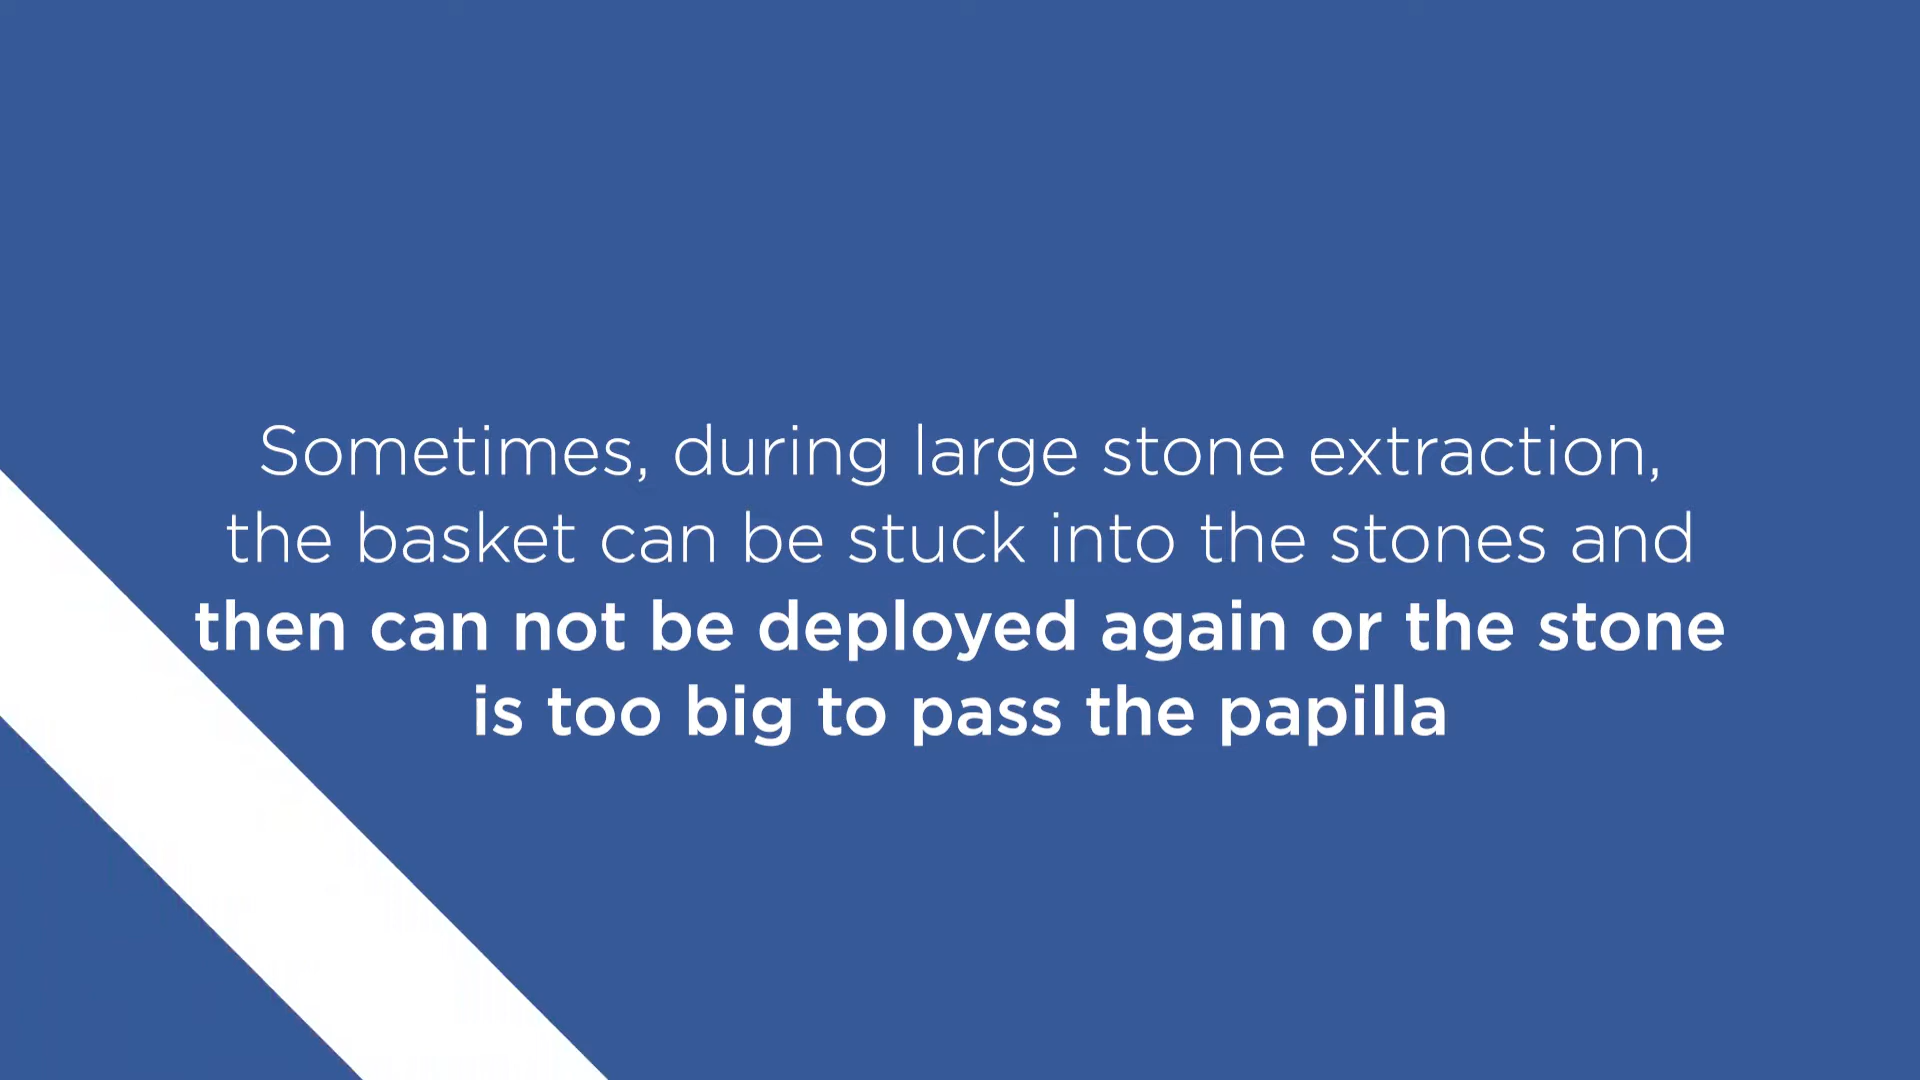 Sometimes, during large stone extraction,
the basket can be stuck into the stones and
then can not be deployed again or the stone
is too big to pass the papilla